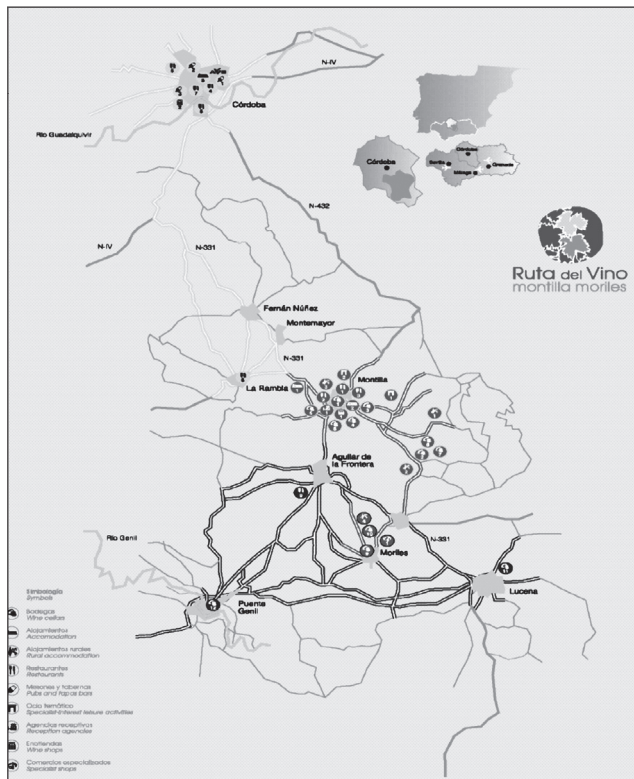 N-IV
Córdoba
Río Guadalquivir
Córdoba
Córdoba
Sevilla
Granada
Málaga
N-432
N-IV
N-331
Ruta del Vino
montilla moriles
Fernán Núñez
Montemayor
N-331
La Rambla
Montilla
Aguilar de
la Frontera
Río Genil
N-331
Moriles
Puente
Genil
Lucena
Simbología
Symbols
Bodegas
Wine cellars
Alojamientos
Accomodation
Alojamientos rurales
Rural accommodation
Restaurantes
Restaurants
Mesones y tabernas
Pubs and tapas bars
Ocio temático
Specialist-interest leisure activities
Agencias receptivas
Reception agencies
Enotiendas
Wine shops
Comercios especializados
Specialist shops